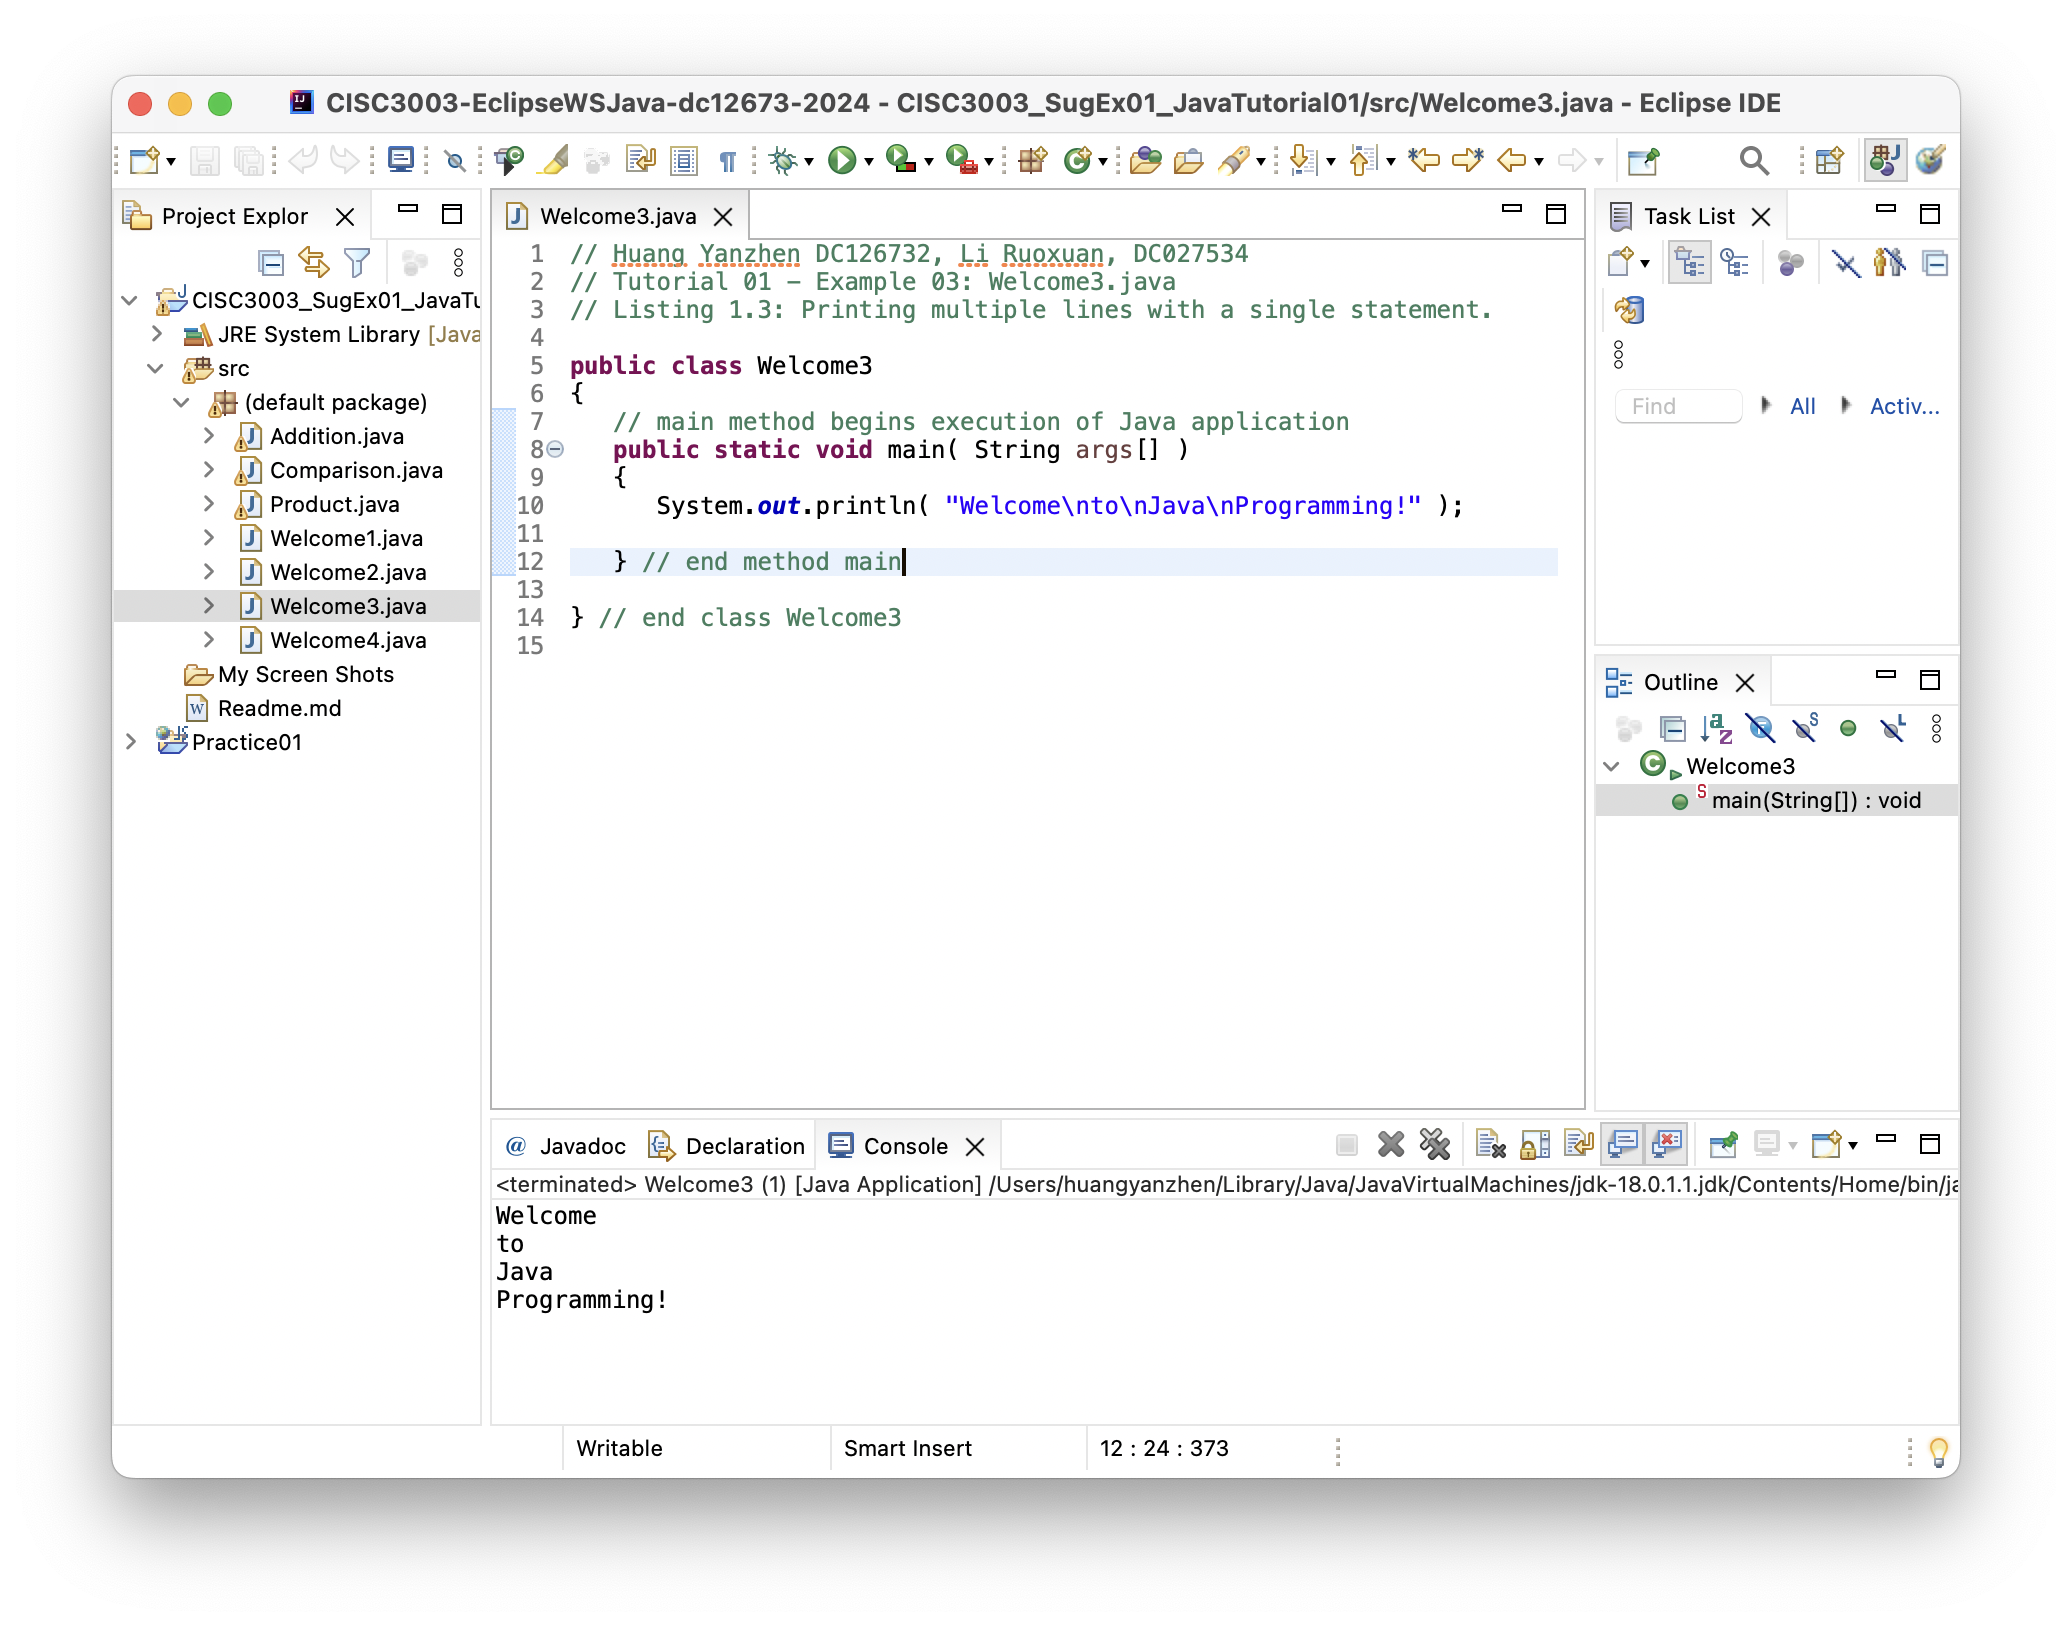 CISC3003-EclipseWSJava-dc12673-2024 - CISC3003_SugEx01_JavaTutorial01/src/Welcome3.java - Eclipse IDE
Project Explor
CISC3003_SugEx01_JavaTu
JRE System Library [Java
src
(default package)
Addition.java
Comparison.java
Product.java
Welcome1.java
Welcome2.java
Welcome3.java
Welcome4.java
My Screen Shots
Readme.md
Practice01
Welcome3.java
1 // Huang Yanzhen DC126732, Li Ruoxuan, DC027534
2 // Tutorial 01 – Example 03: Welcome3.java
3 // Listing 1.3: Printing multiple lines with a single statement.
4
5 public class Welcome3
6 {
7 // main method begins execution of Java application
8 public static void main( String args[] )
9 {
10 System.out.println( "Welcome\nto\nJava\nProgramming!" );
11
12 } // end method main
13
14 } // end class Welcome3
15
Task List
Find
All
Activ...
Outline
Welcome3
main(String[]) : void
Javadoc
Declaration
Console
<terminated> Welcome3 (1) [Java Application] /Users/huangyanzhen/Library/Java/JavaVirtualMachines/jdk-18.0.1.1.jdk/Contents/Home/bin/ja
Welcome
to
Java
Programming!
Writable
Smart Insert
12 : 24 : 373